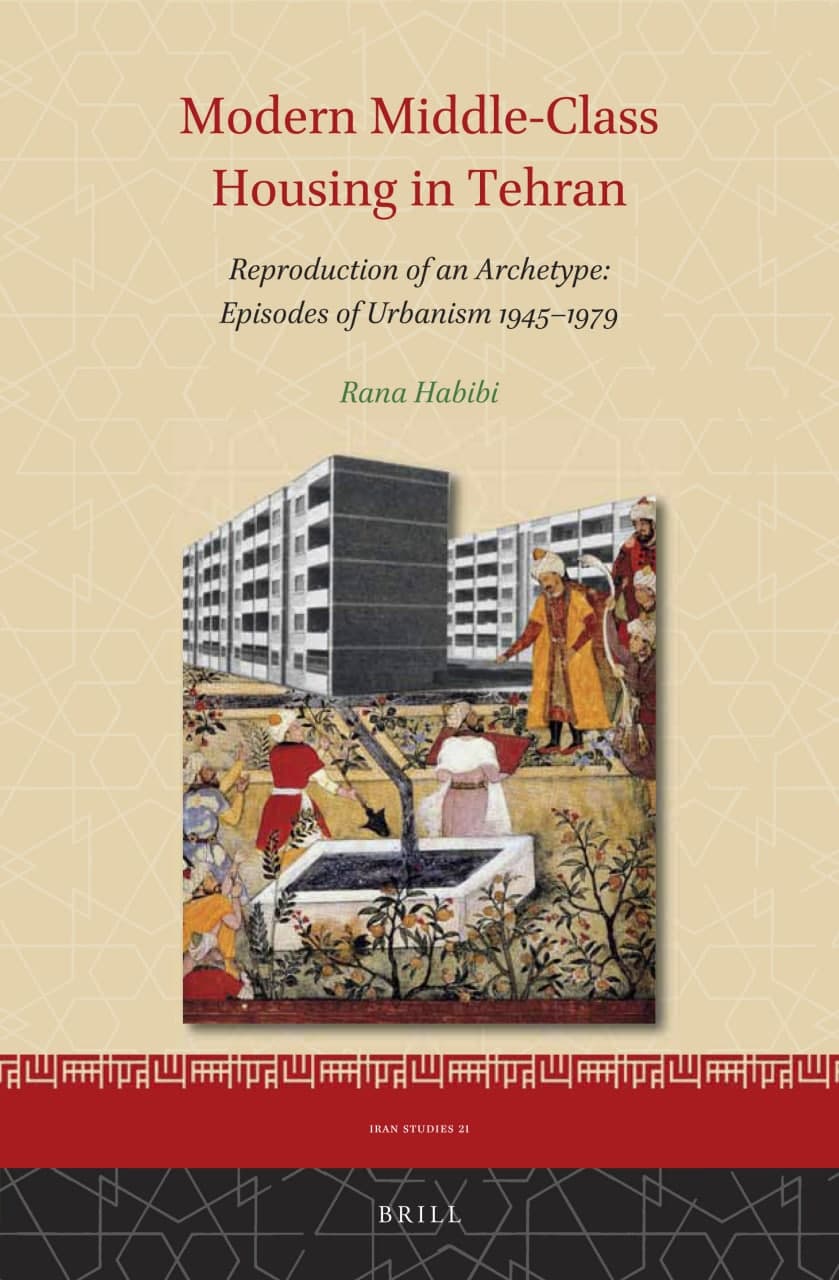 Modern Middle-Class
Housing in Tehran
Reproduction of an Archetype:
Episodes of Urbanism 1945–1979
Rana Habibi
IRAN STUDIES 21
BRILL